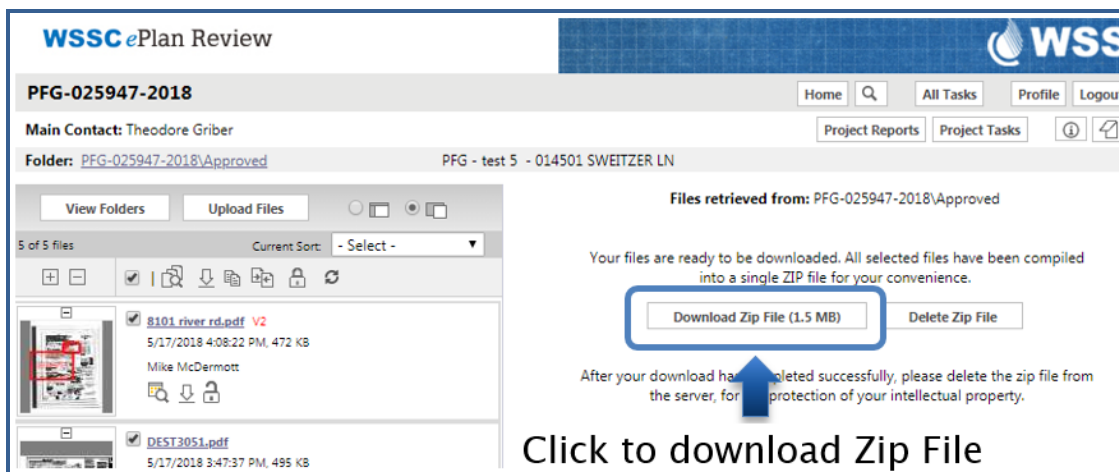 WSSC ePlan Review
WSS
PFG-025947-2018
Home
All Tasks
Profile
Logout
Main Contact: Theodore Griber
Project Reports
Project Tasks
Folder: PFG-025947-2018\Approved
PFG - test 5 - 014501 SWEITZER LN
View Folders
Upload Files
5 of 5 files
Current Sort:
- Select -
8101 river rd.pdf V2
5/17/2018 4:08:22 PM, 472 KB
Mike McDermott
DEST3051.pdf
5/17/2018 3:47:37 PM, 495 KB
Files retrieved from: PFG-025947-2018\Approved
Your files are ready to be downloaded. All selected files have been compiled
into a single ZIP file for your convenience.
Download Zip File (1.5 MB)
Delete Zip File
After your download has completed successfully, please delete the zip file from
the server, for protection of your intellectual property.
Click to download Zip File